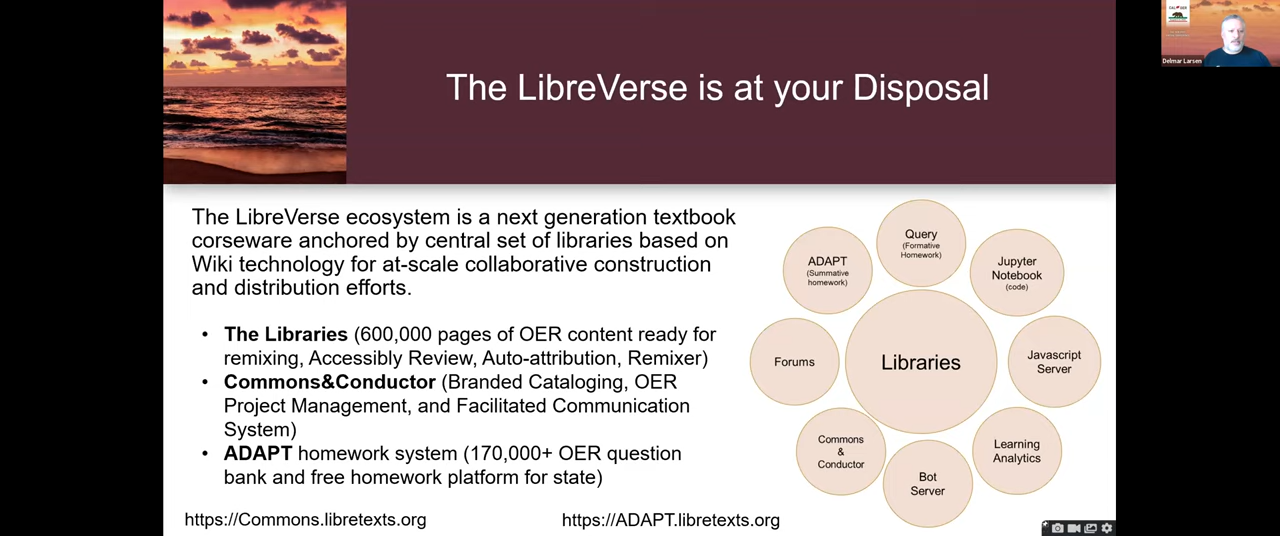 The LibreVerse is at your Disposal
Delmar Larsen
The LibreVerse ecosystem is a next generation textbook
corseware anchored by central set of libraries based on
Wiki technology for at-scale collaborative construction
and distribution efforts.
• The Libraries (600,000 pages of OER content ready for
remixing, Accessibly Review, Auto-attribution, Remixer)
• Commons&Conductor (Branded Cataloging, OER
Project Management, and Facilitated Communication
System)
• ADAPT homework system (170,000+ OER question
bank and free homework platform for state)
https://Commons.libretexts.org
https://ADAPT.libretexts.org
Query
(Formative
Homework)
ADAPT
(Summative
homework)
Jupyter
Notebook
(code)
Forums
Libraries
Javascript
Server
Commons
&
Conductor
Learning
Analytics
Bot
Server